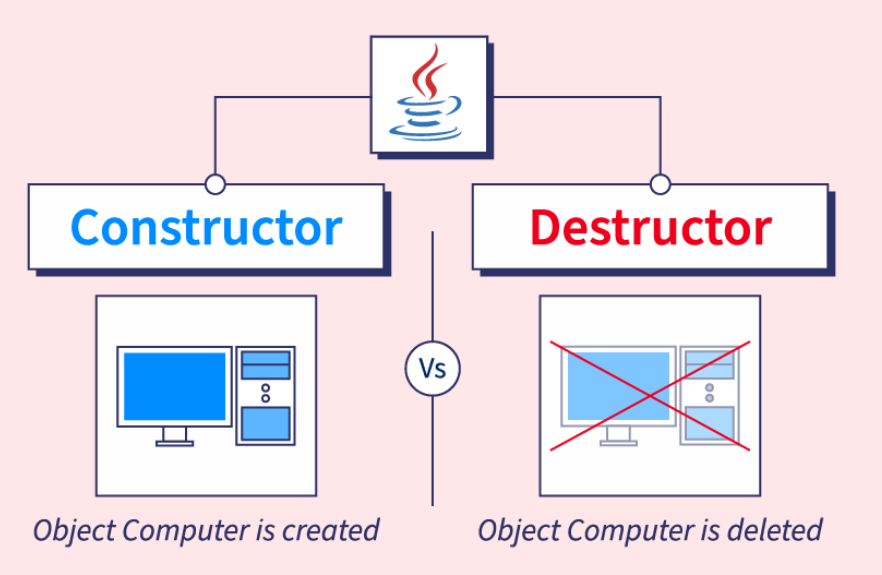 Constructor
Destructor
Vs
Object Computer is created
Object Computer is deleted